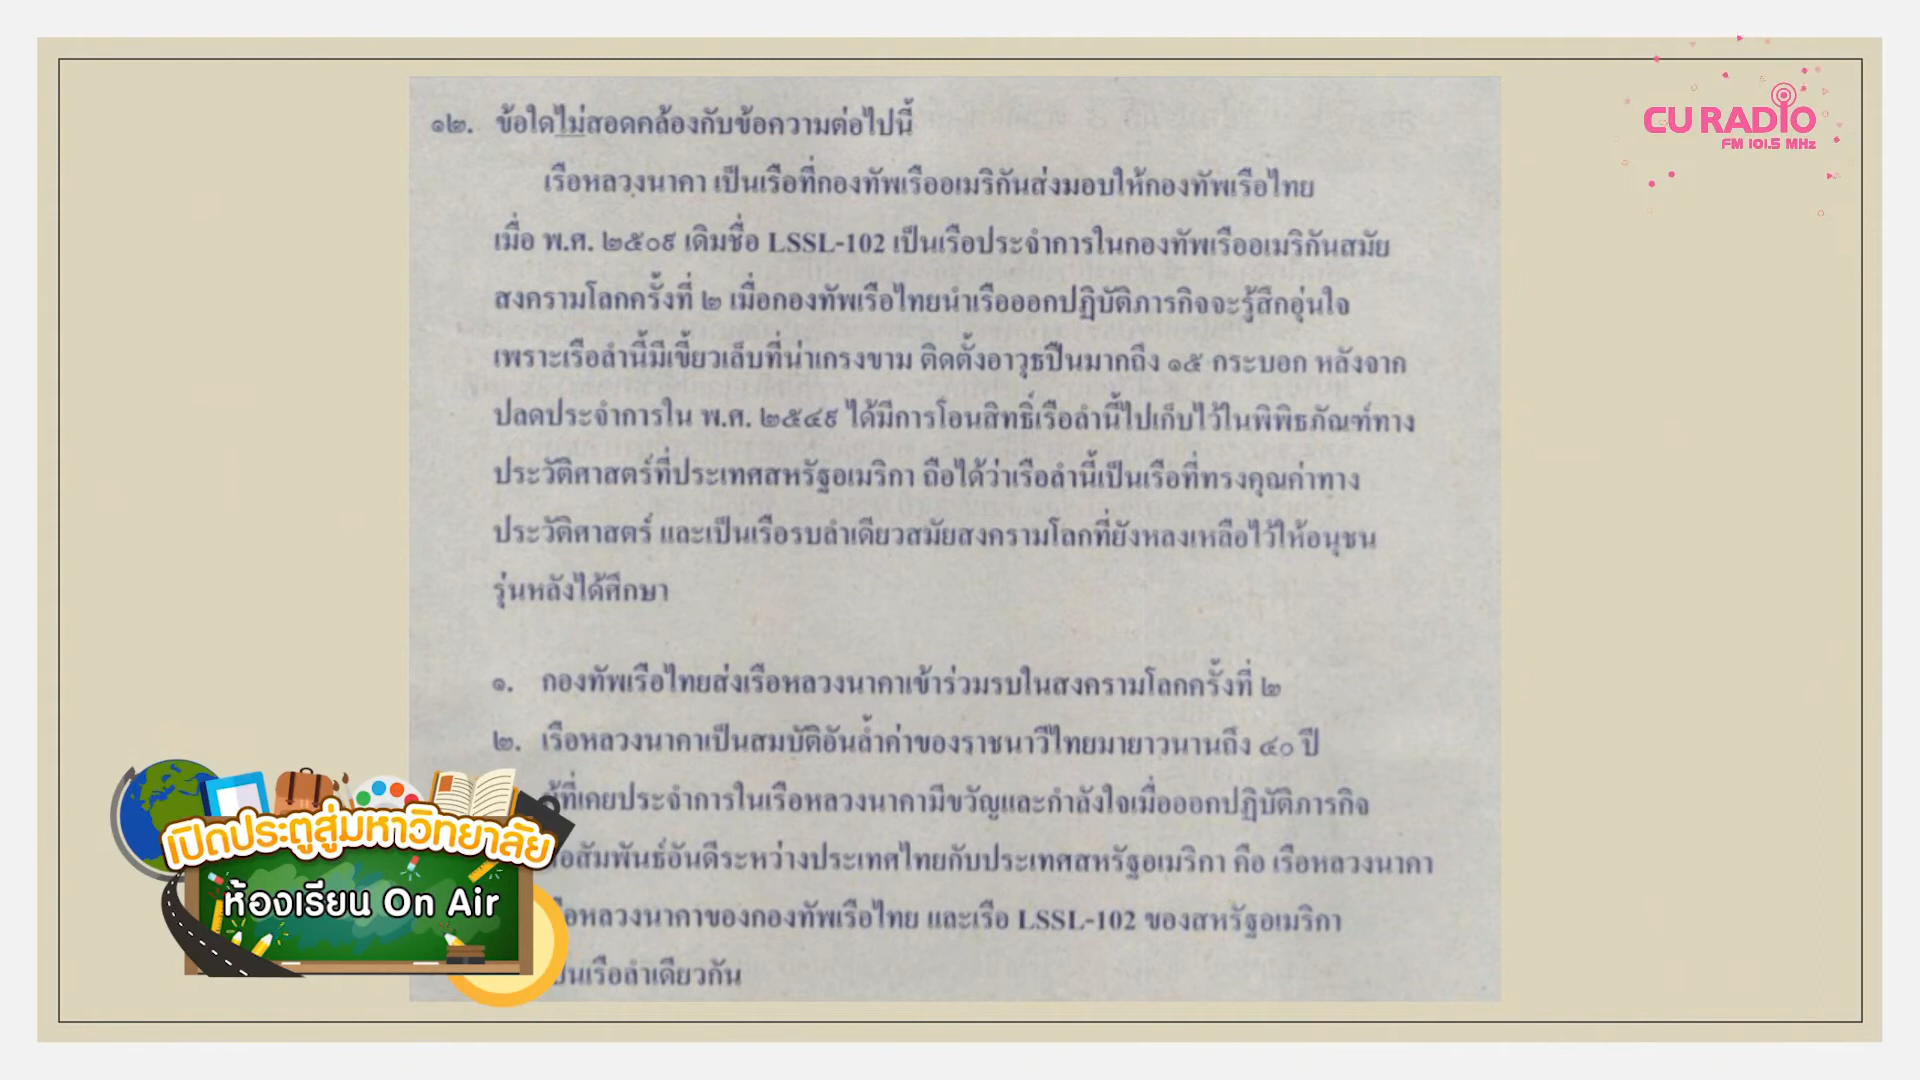 CU RADIO
FM 101.5 MHz
๑๒. ข้อใดไม่สอดคล้องกับข้อความต่อไปนี้
เรือหลวงนาคา เป็นเรือที่กองทัพเรืออเมริกันส่งมอบให้กองทัพเรือไทย
เมื่อ พ.ศ. ๒๕๐๙ เดิมชื่อ LSSL-102 เป็นเรือประจำการในกองทัพเรืออเมริกันสมัย
สงครามโลกครั้งที่ ๒ เมื่อกองทัพเรือไทยนำเรือออกปฏิบัติภารกิจจะรู้สึกอุ่นใจ
เพราะเรือลำนี้มีเขี้ยวเล็บที่น่าเกรงขาม ติดตั้งอาวุธปืนมากถึง ๑๕ กระบอก หลังจาก
ปลดประจำการใน พ.ศ. ๒๕๔๙ ได้มีการโอนสิทธิ์เรือลำนี้ไปเก็บไว้ในพิพิธภัณฑ์ทาง
ประวัติศาสตร์ที่ประเทศสหรัฐอเมริกา ถือได้ว่าเรือลำนี้เป็นเรือที่ทรงคุณค่าทาง
ประวัติศาสตร์ และเป็นเรือรบลำเดียวสมัยสงครามโลกที่ยังหลงเหลือไว้ให้อนุชน
รุ่นหลังได้ศึกษา
๑. กองทัพเรือไทยส่งเรือหลวงนาคาเข้าร่วมรบในสงครามโลกครั้งที่ ๒
๒. เรือหลวงนาคาเป็นสมบัติอันล้ำค่าของราชนาวีไทยมายาวนานถึง ๔๐ ปี
ที่เคยประจำการในเรือหลวงนาคามีขวัญและกำลังใจเมื่อออกปฏิบัติภารกิจ
สัมพันธ์อันดีระหว่างประเทศไทยกับประเทศสหรัฐอเมริกา คือ เรือหลวงนาคา
หลวงนาคาของกองทัพเรือไทย และเรือ LSSL-102 ของสหรัฐอเมริกา
เรือลำเดียวกัน
เปิดประตูสู่มหาวิทยาลัย
ห้องเรียน On Air